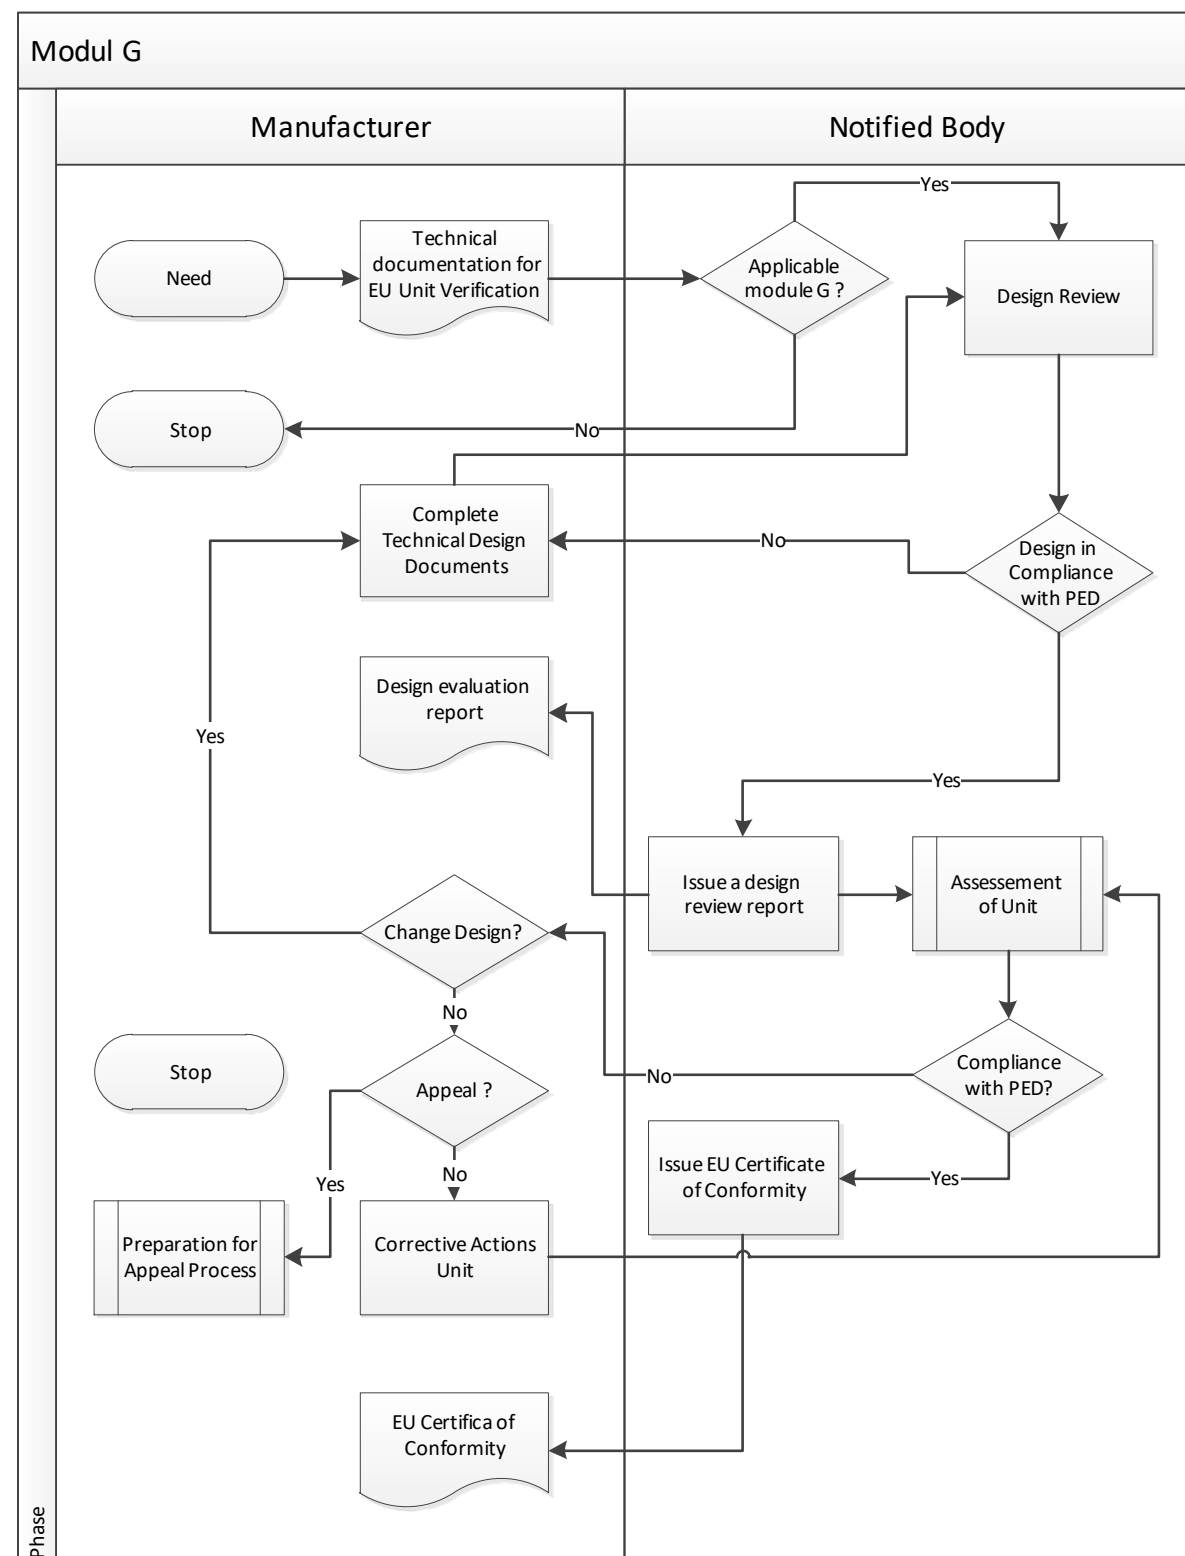 Modul G
Manufacturer
Notified Body
Yes
Need
Technical
documentation for
EU Unit Verification
Applicable
module G ?
Design Review
Stop
No
Complete
Technical Design
Documents
No
Design in
Compliance
with PED
Design evaluation
report
Yes
Yes
Issue a design
review report
Assessement
of Unit
Change Design?
No
Stop
Appeal ?
No
Compliance
with PED?
Issue EU Certificate
of Conformity
Yes
No
Yes
Preparation for
Appeal Process
Corrective Actions
Unit
EU Certifica of
Conformity
Phase